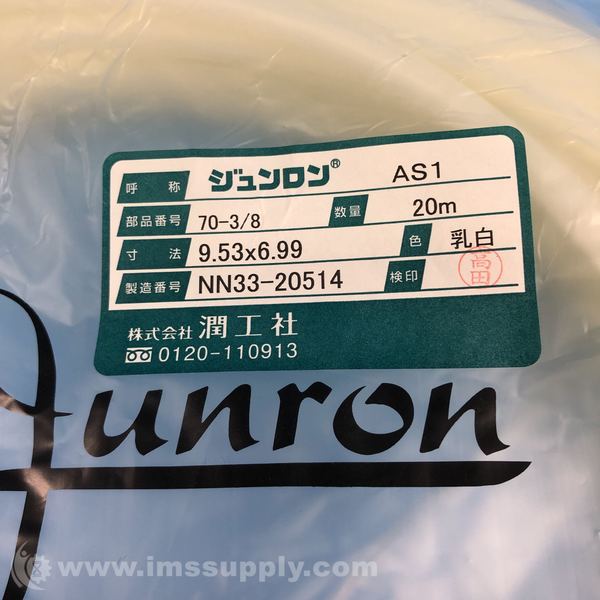 呼称 ジュンロン® AS1
部品番号 70-3/8 数量 20m
寸法 9.53x6.99 色 乳白
製造番号 NN33-20514 検印 高田
株式会社 潤工社
0120-110913
Junron
www.imssupply.com